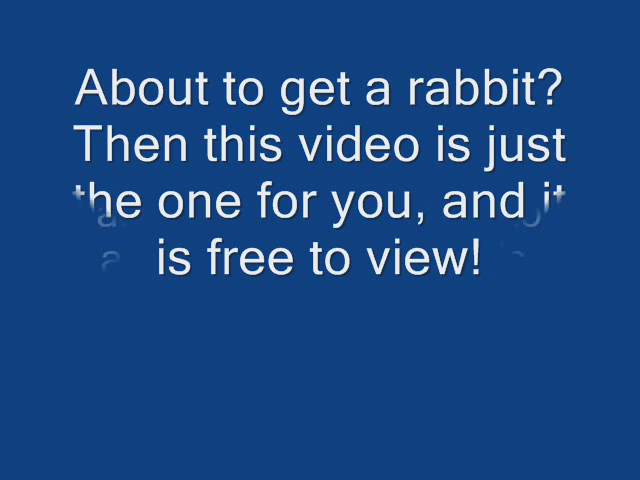 About to get a rabbit?
Then this video is just
the one for you, and it
is free to view!